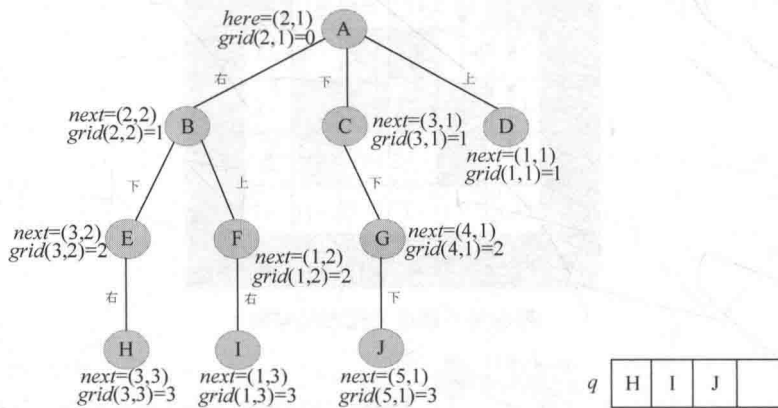 here=(2,1)
grid(2,1)=0
A
右
下
上
next=(2,2)
grid(2,2)=1
B
C
next=(3,1)
grid(3,1)=1
D
next=(1,1)
grid(1,1)=1
下
上
下
next=(3,2)
grid(3,2)=2
E
F
next=(1,2)
grid(1,2)=2
G
next=(4,1)
grid(4,1)=2
右
右
下
H
I
J
next=(3,3)
grid(3,3)=3
next=(1,3)
grid(1,3)=3
next=(5,1)
grid(5,1)=3
q H I J